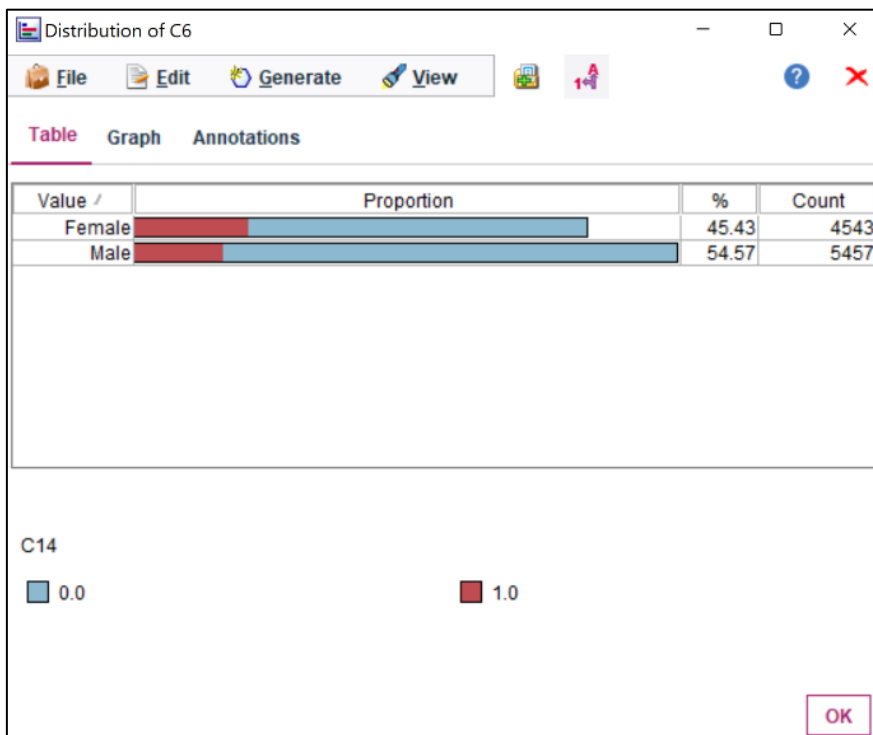 Distribution of C6
File Edit Generate View
Table Graph Annotations
Value Proportion % Count
Female 45.43 4543
Male 54.57 5457
C14
0.0 1.0
OK